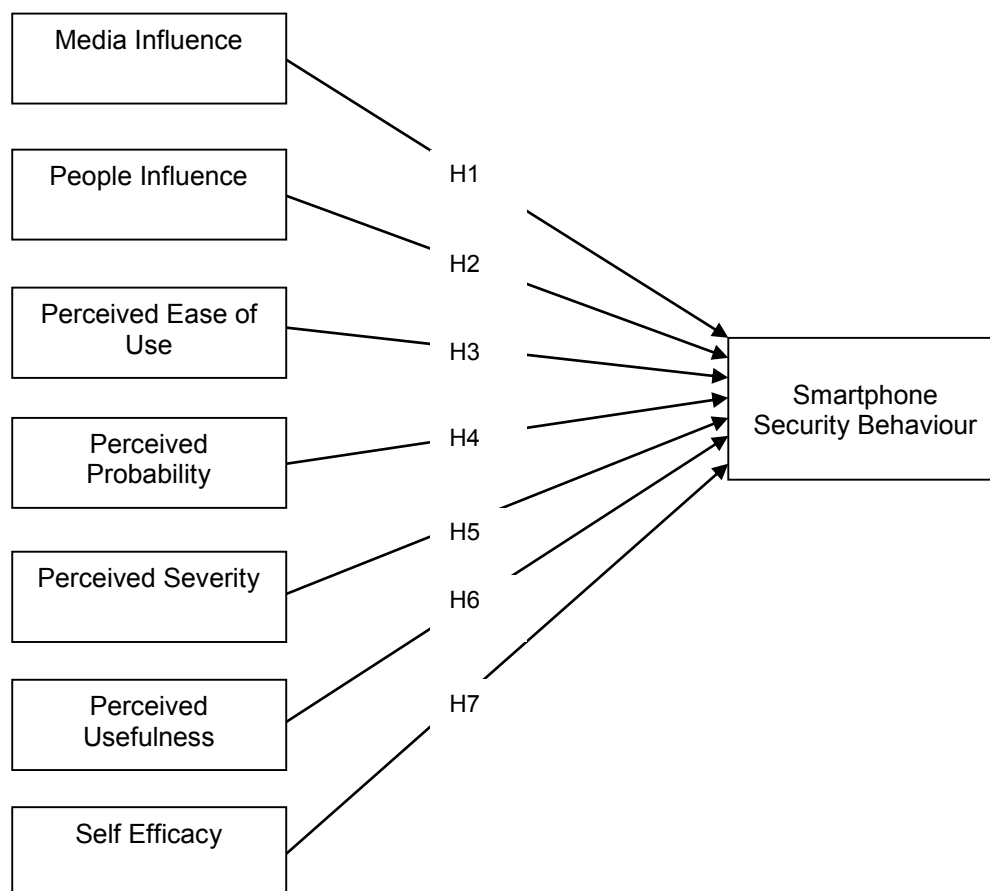 Media Influence
H1
People Influence
H2
Perceived Ease of
Use
H3
Smartphone
Security Behaviour
Perceived
Probability
H4
H5
Perceived Severity
H6
Perceived
Usefulness
H7
Self Efficacy